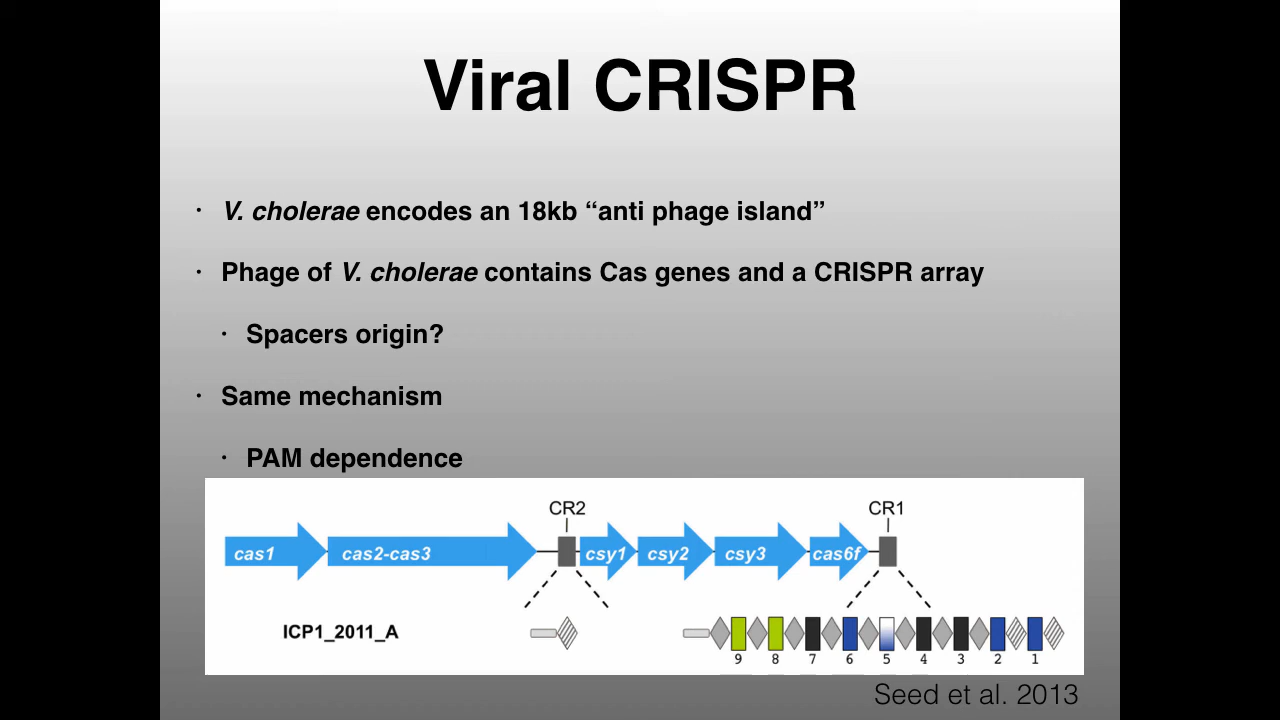 Viral CRISPR
· V. cholerae encodes an 18kb “anti phage island”
· Phage of V. cholerae contains Cas genes and a CRISPR array
· Spacers origin?
· Same mechanism
· PAM dependence
CR2 CR1
cas1 cas2-cas3 csy1 csy2 csy3 cas6f
ICP1_2011_A
9 8 7 6 5 4 3 2 1
Seed et al. 2013